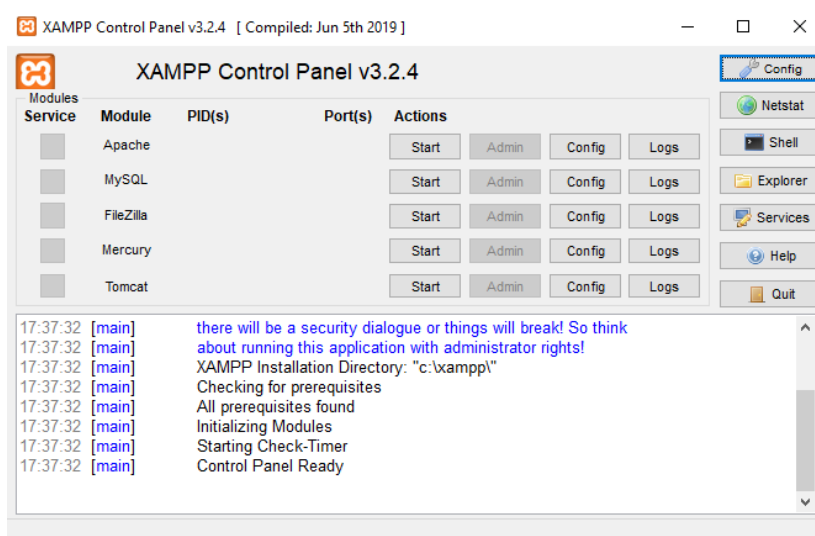 XAMPP Control Panel v3.2.4 [ Compiled: Jun 5th 2019 ]
XAMPP Control Panel v3.2.4
Config
Modules
Service Module PID(s) Port(s) Actions
Netstat
Apache Start Admin Config Logs
Shell
MySQL Start Admin Config Logs
Explorer
FileZilla Start Admin Config Logs
Services
Mercury Start Admin Config Logs
Help
Tomcat Start Admin Config Logs
Quit
17:37:32 [main] there will be a security dialogue or things will break! So think
17:37:32 [main] about running this application with administrator rights!
17:37:32 [main] XAMPP Installation Directory: "c:\xampp\"
17:37:32 [main] Checking for prerequisites
17:37:32 [main] All prerequisites found
17:37:32 [main] Initializing Modules
17:37:32 [main] Starting Check-Timer
17:37:32 [main] Control Panel Ready